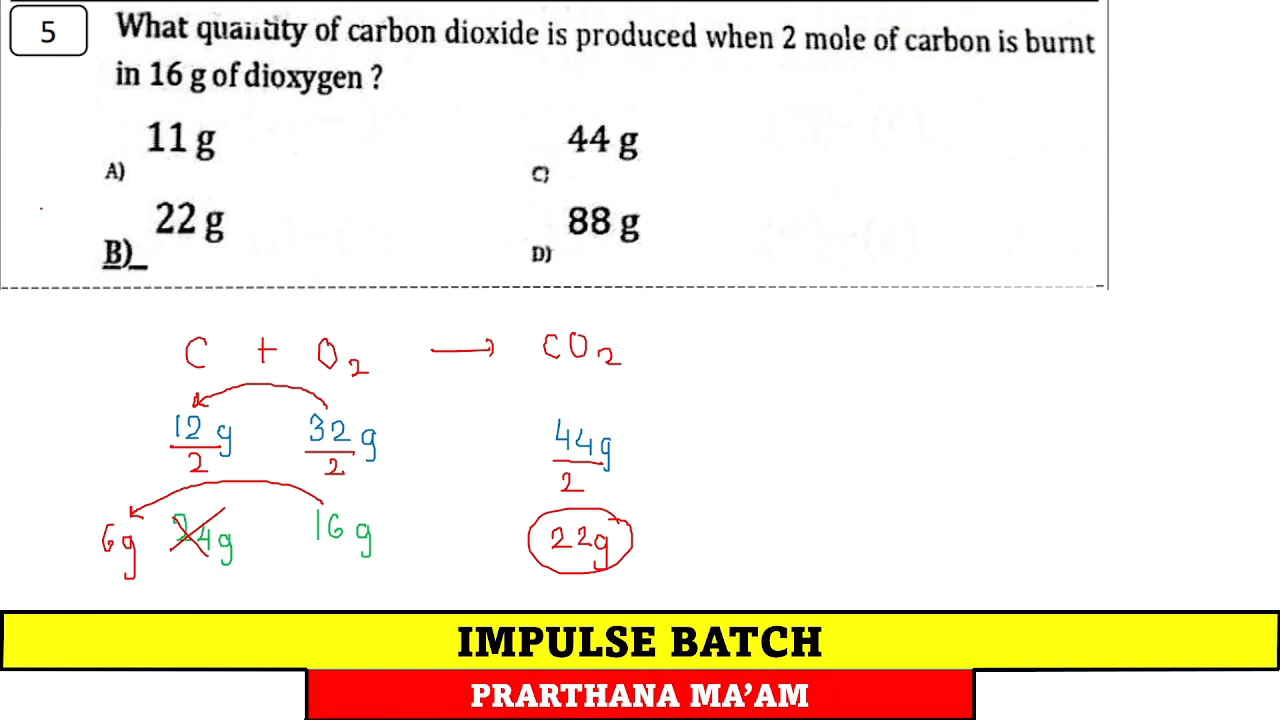 5
What quantity of carbon dioxide is produced when 2 mole of carbon is burnt
in 16 g of dioxygen ?
11 g
A)
44 g
C)
22 g
B)
88 g
D)
C + O2 → CO2
12/2 g 32/2 g 44g/2
6g 24g 16g 22g
IMPULSE BATCH
PRARTHANA MA'AM